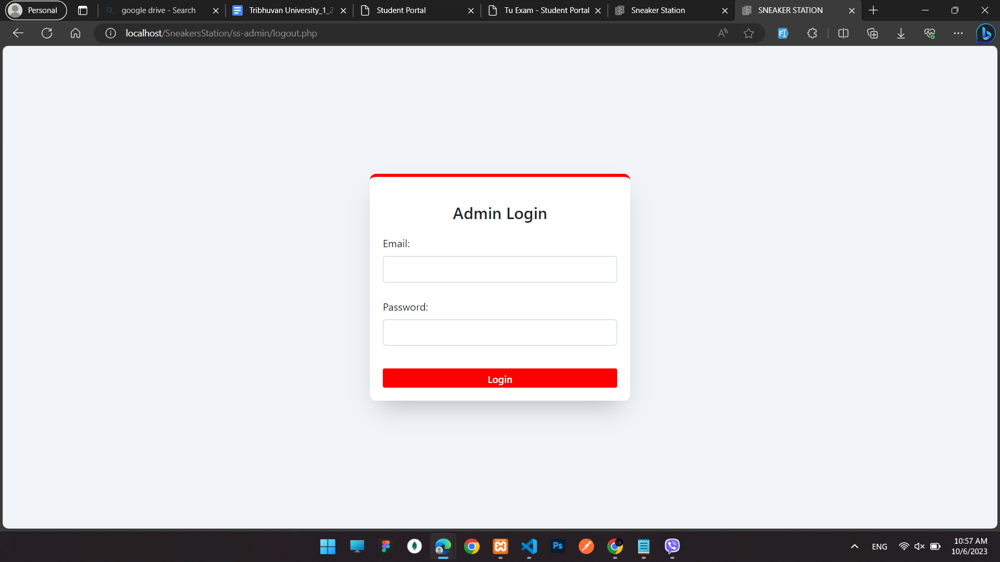 Personal
google drive - Search
Tribhuvan University_1_2
Student Portal
Tu Exam - Student Portal
Sneaker Station
SNEAKER STATION
localhost/SneakersStation/ss-admin/logout.php
Admin Login
Email:
Password:
Login
Ps
ENG
10:57 AM
10/6/2023